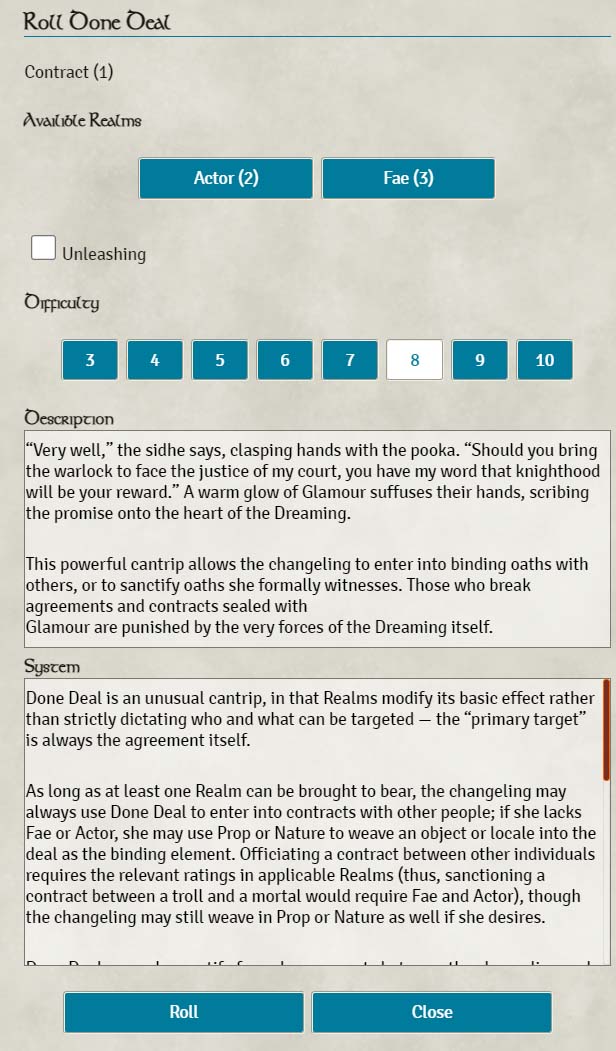 Roll Done Deal
Contract (1)
Availible Realms
Actor (2)
Fae (3)
Unleashing
Difficulty
3
4
5
6
7
8
9
10
Description
“Very well,” the sidhe says, clasping hands with the pooka. “Should you bring
the warlock to face the justice of my court, you have my word that knighthood
will be your reward.” A warm glow of Glamour suffuses their hands, scribing
the promise onto the heart of the Dreaming.
This powerful cantrip allows the changeling to enter into binding oaths with
others, or to sanctify oaths she formally witnesses. Those who break
agreements and contracts sealed with
Glamour are punished by the very forces of the Dreaming itself.
System
Done Deal is an unusual cantrip, in that Realms modify its basic effect rather
than strictly dictating who and what can be targeted — the “primary target”
is always the agreement itself.
As long as at least one Realm can be brought to bear, the changeling may
always use Done Deal to enter into contracts with other people; if she lacks
Fae or Actor, she may use Prop or Nature to weave an object or locale into the
deal as the binding element. Officiating a contract between other individuals
requires the relevant ratings in applicable Realms (thus, sanctioning a
contract between a troll and a mortal would require Fae and Actor), though
the changeling may still weave in Prop or Nature as well if she desires.
Roll
Close